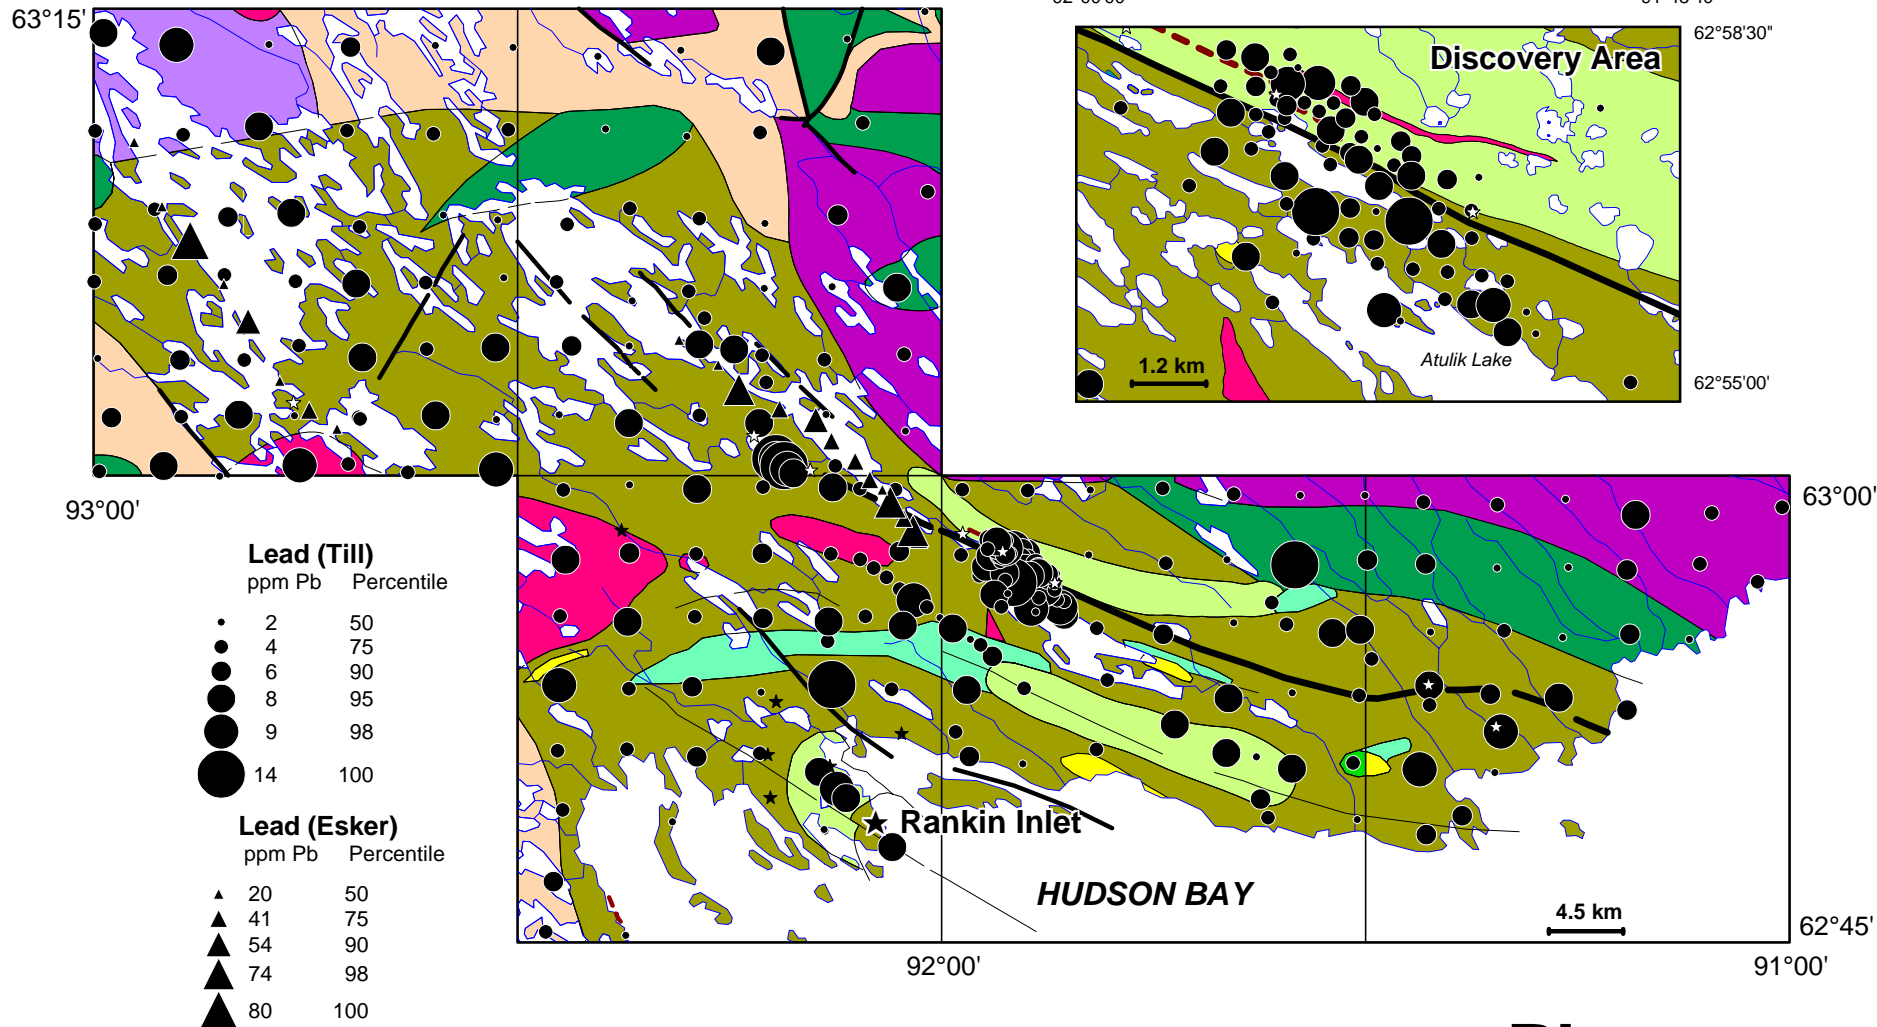 63°15'
62°58'30"
Discovery Area
1.2 km
Atulik Lake
62°55'00'
93°00'
63°00'
Lead (Till)
ppm Pb Percentile
2 50
4 75
6 90
8 95
9 98
14 100
Lead (Esker)
ppm Pb Percentile
20 50
41 75
54 90
74 98
80 100
Rankin Inlet
HUDSON BAY
4.5 km
62°45'
92°00'
91°00'